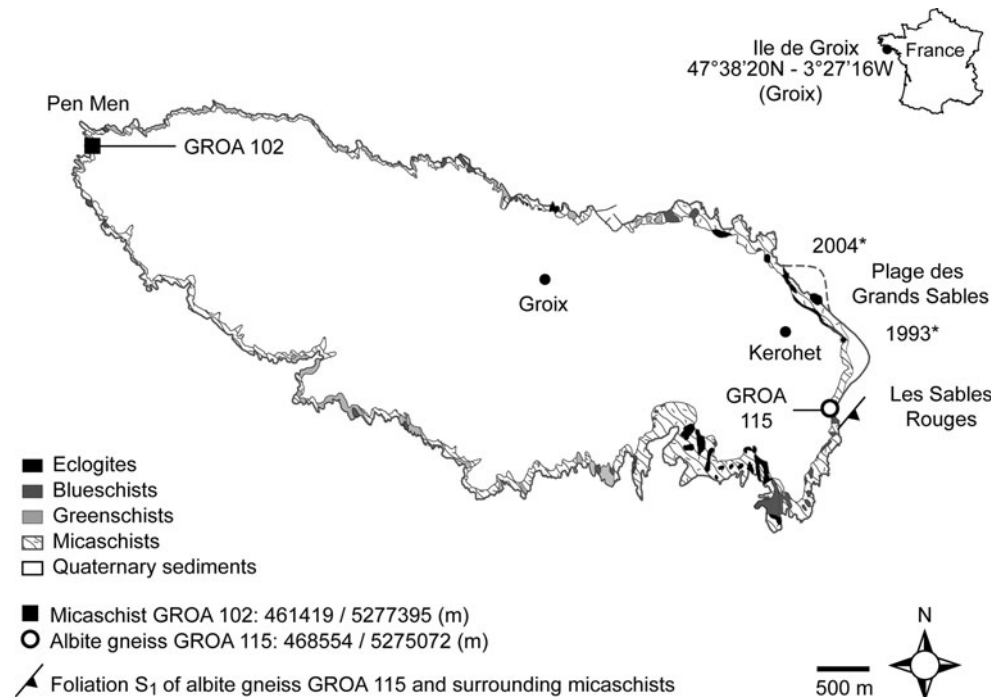 Ile de Groix
47°38'20N - 3°27'16W
(Groix)
France
Pen Men
GROA 102
2004*
Plage des
Grands Sables
Groix
1993*
Kerohet
GROA
115
Les Sables
Rouges
Eclogites
Blueschists
Greenschists
Micaschists
Quaternary sediments
Micaschist GROA 102: 461419 / 5277395 (m)
Albite gneiss GROA 115: 468554 / 5275072 (m)
Foliation S₁ of albite gneiss GROA 115 and surrounding micaschists
N
500 m